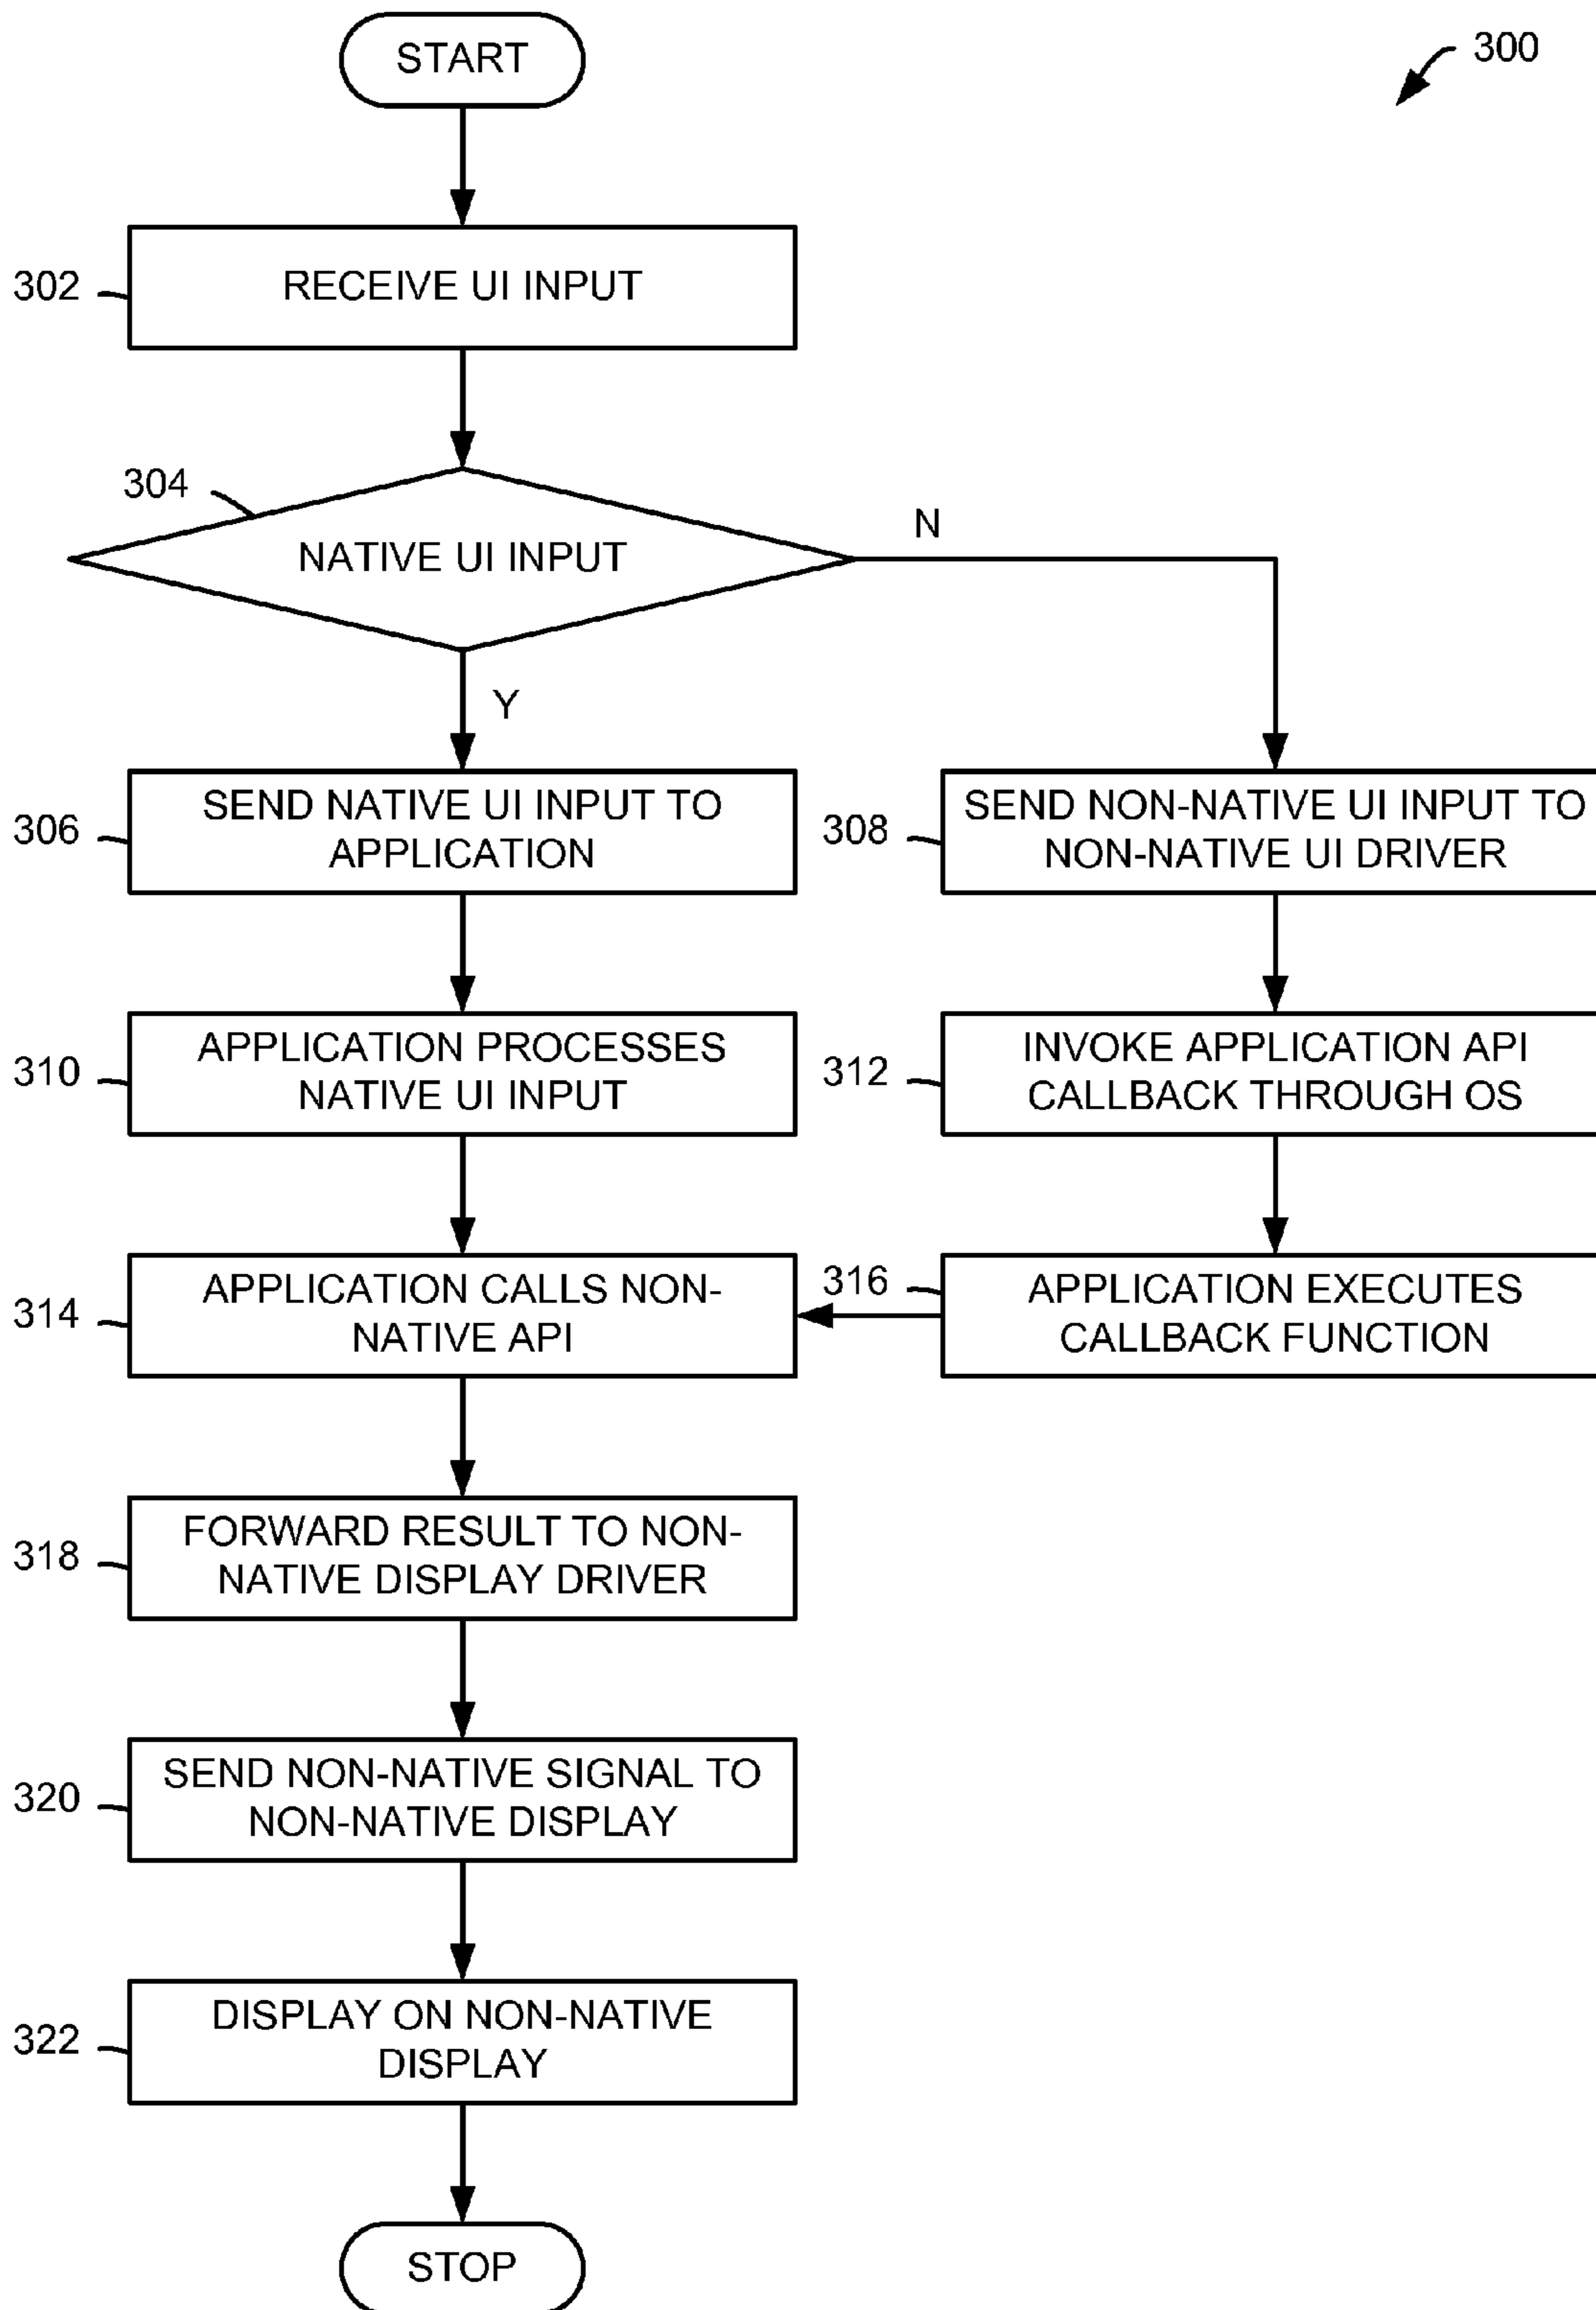 START
300
302
RECEIVE UI INPUT
304
NATIVE UI INPUT
N
Y
306
SEND NATIVE UI INPUT TO
APPLICATION
308
SEND NON-NATIVE UI INPUT TO
NON-NATIVE UI DRIVER
310
APPLICATION PROCESSES
NATIVE UI INPUT
312
INVOKE APPLICATION API
CALLBACK THROUGH OS
314
APPLICATION CALLS NON-
NATIVE API
316
APPLICATION EXECUTES
CALLBACK FUNCTION
318
FORWARD RESULT TO NON-
NATIVE DISPLAY DRIVER
320
SEND NON-NATIVE SIGNAL TO
NON-NATIVE DISPLAY
322
DISPLAY ON NON-NATIVE
DISPLAY
STOP